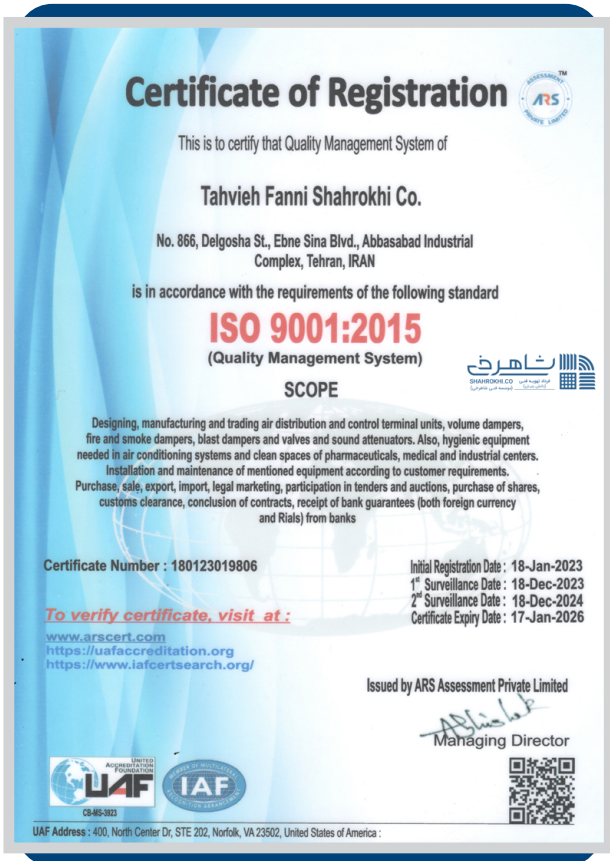 Certificate of Registration
ASSESSMENT
ARS
PRIVATE LIMITED
TM
This is to certify that Quality Management System of
Tahvieh Fanni Shahrokhi Co.
No. 866, Delgosha St., Ebne Sina Blvd., Abbasabad Industrial
Complex, Tehran, IRAN
is in accordance with the requirements of the following standard
ISO 9001:2015
(Quality Management System)
شاهرخی
SHAHROKHI.CO
SCOPE
Designing, manufacturing and trading air distribution and control terminal units, volume dampers,
fire and smoke dampers, blast dampers and valves and sound attenuators. Also, hygienic equipment
needed in air conditioning systems and clean spaces of pharmaceuticals, medical and industrial centers.
Installation and maintenance of mentioned equipment according to customer requirements.
Purchase, sale, export, import, legal marketing, participation in tenders and auctions, purchase of shares,
customs clearance, conclusion of contracts, receipt of bank guarantees (both foreign currency
and Rials) from banks
Certificate Number : 180123019806
Initial Registration Date : 18-Jan-2023
1st Surveillance Date : 18-Dec-2023
2nd Surveillance Date : 18-Dec-2024
Certificate Expiry Date : 17-Jan-2026
To verify certificate, visit at :
www.arscert.com
https://uafaccreditation.org
https://www.iafcertsearch.org/
Issued by ARS Assessment Private Limited
Managing Director
UNITED
ACCREDITATION
FOUNDATION
UAF
CB-MS-3923
MEMBER OF MULTILATERAL
IAF
RECOGNITION ARRANGEMENT
UAF Address : 400, North Center Dr, STE 202, Norfolk, VA 23502, United States of America :